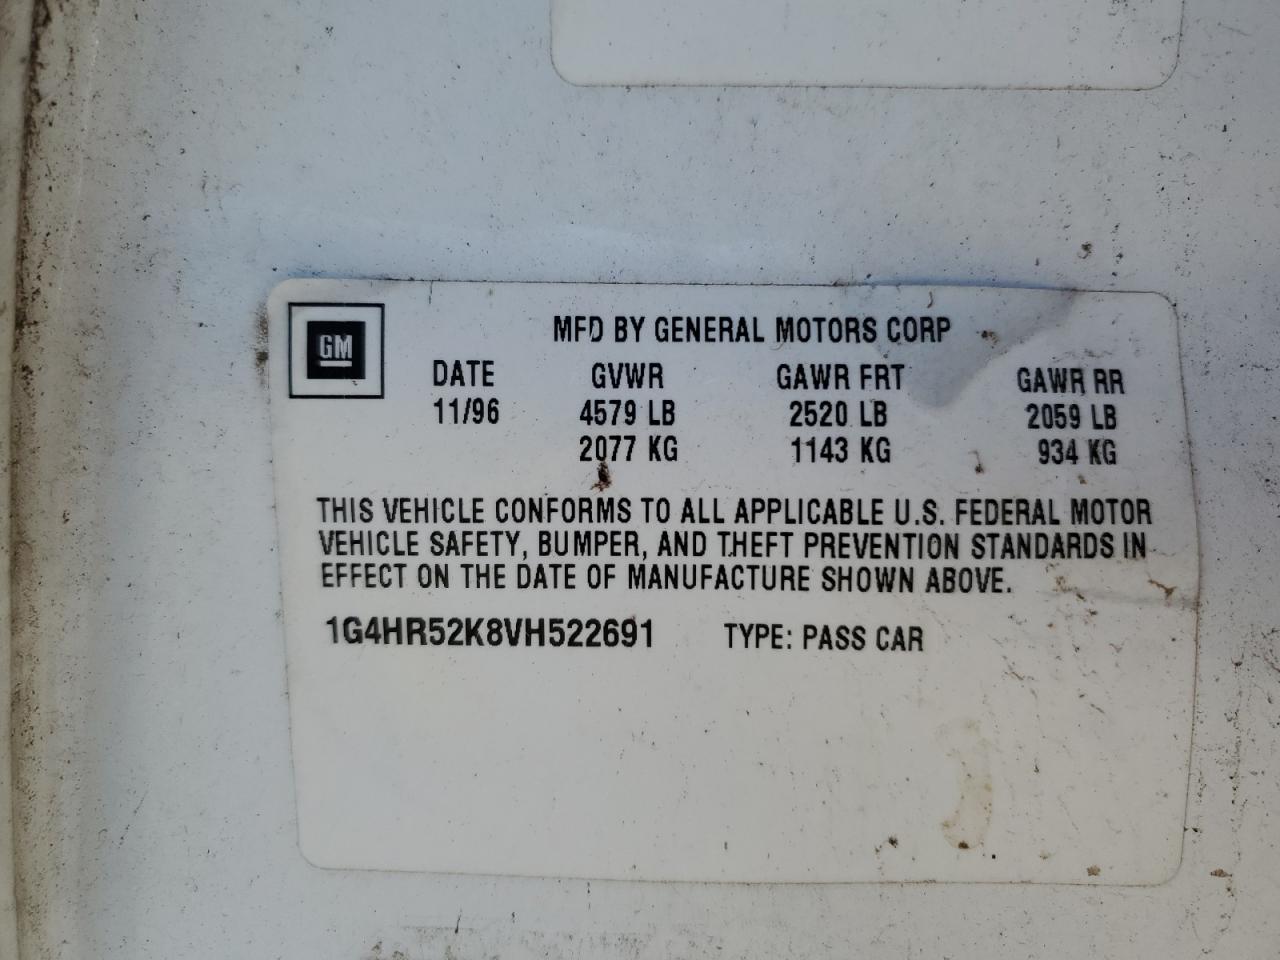 GM
MFD BY GENERAL MOTORS CORP
DATE GVWR GAWR FRT GAWR RR
11/96 4579 LB 2520 LB 2059 LB
2077 KG 1143 KG 934 KG
THIS VEHICLE CONFORMS TO ALL APPLICABLE U.S. FEDERAL MOTOR
VEHICLE SAFETY, BUMPER, AND THEFT PREVENTION STANDARDS IN
EFFECT ON THE DATE OF MANUFACTURE SHOWN ABOVE.
1G4HR52K8VH522691 TYPE: PASS CAR